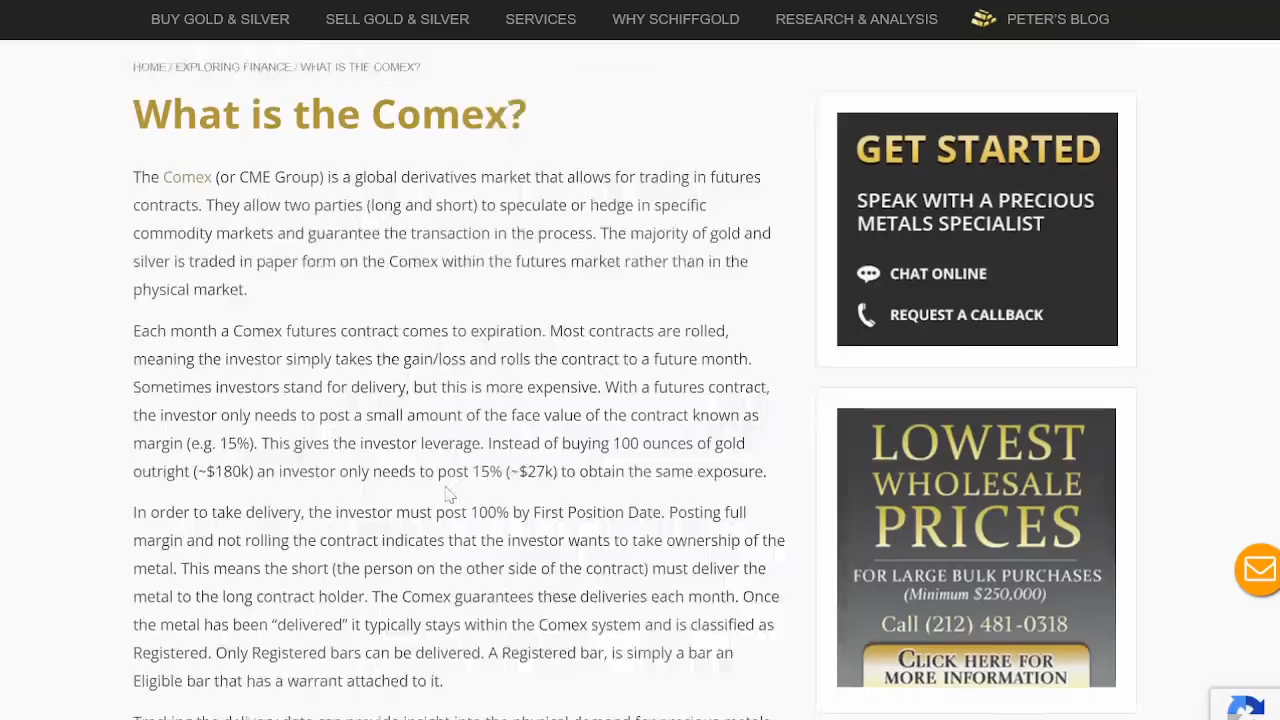 BUY GOLD & SILVER SELL GOLD & SILVER SERVICES WHY SCHIFFGOLD RESEARCH & ANALYSIS PETER'S BLOG
HOME / EXPLORING FINANCE / WHAT IS THE COMEX?
What is the Comex?
The Comex (or CME Group) is a global derivatives market that allows for trading in futures
contracts. They allow two parties (long and short) to speculate or hedge in specific
commodity markets and guarantee the transaction in the process. The majority of gold and
silver is traded in paper form on the Comex within the futures market rather than in the
physical market.
Each month a Comex futures contract comes to expiration. Most contracts are rolled,
meaning the investor simply takes the gain/loss and rolls the contract to a future month.
Sometimes investors stand for delivery, but this is more expensive. With a futures contract,
the investor only needs to post a small amount of the face value of the contract known as
margin (e.g. 15%). This gives the investor leverage. Instead of buying 100 ounces of gold
outright (~$180k) an investor only needs to post 15% (~$27k) to obtain the same exposure.
In order to take delivery, the investor must post 100% by First Position Date. Posting full
margin and not rolling the contract indicates that the investor wants to take ownership of the
metal. This means the short (the person on the other side of the contract) must deliver the
metal to the long contract holder. The Comex guarantees these deliveries each month. Once
the metal has been “delivered” it typically stays within the Comex system and is classified as
Registered. Only Registered bars can be delivered. A Registered bar, is simply a bar an
Eligible bar that has a warrant attached to it.
Tracking the delivery data can provide insight into the physical demand for precious metals
GET STARTED
SPEAK WITH A PRECIOUS
METALS SPECIALIST
CHAT ONLINE
REQUEST A CALLBACK
LOWEST
WHOLESALE
PRICES
FOR LARGE BULK PURCHASES
(Minimum $250,000)
Call (212) 481-0318
CLICK HERE FOR
MORE INFORMATION